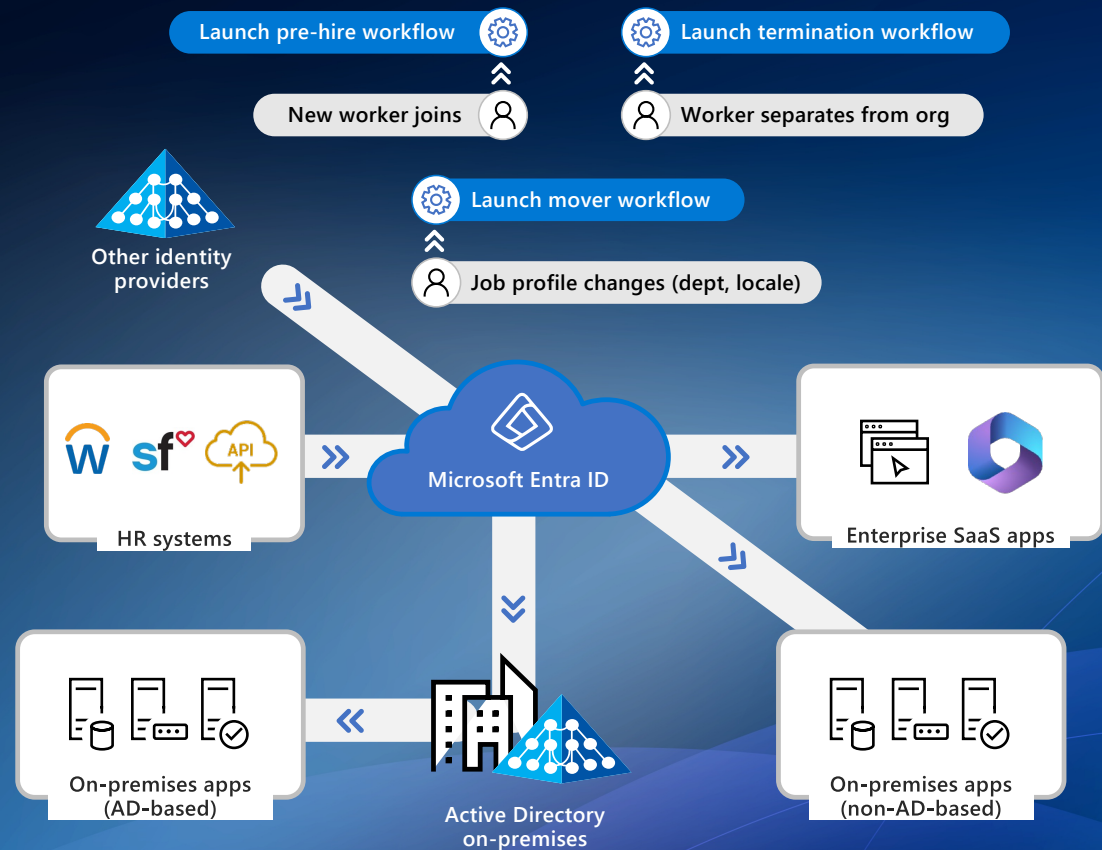 Launch pre-hire workflow
Launch termination workflow
New worker joins
Worker separates from org
Launch mover workflow
Job profile changes (dept, locale)
Other identity
providers
W
sf
API
HR systems
Microsoft Entra ID
Enterprise SaaS apps
On-premises apps
(AD-based)
Active Directory
on-premises
On-premises apps
(non-AD-based)